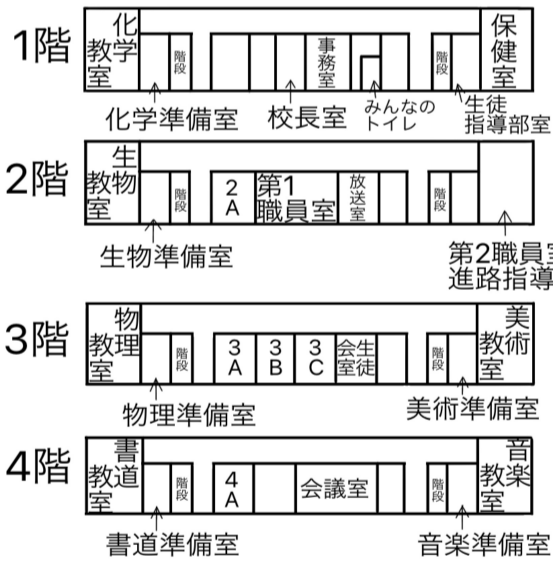 1階
化学
教室
階段
事務室
階段
保健室
化学準備室
校長室
みんなの
トイレ
生徒
指導部室
2階
生物
教室
階段
2A
第1
職員室
放送室
階段
生物準備室
第2職員室
進路指導
3階
物理
教室
階段
3A
3B
3C
生徒
会室
階段
美術
教室
物理準備室
美術準備室
4階
書道
教室
階段
4A
会議室
階段
音楽
教室
書道準備室
音楽準備室